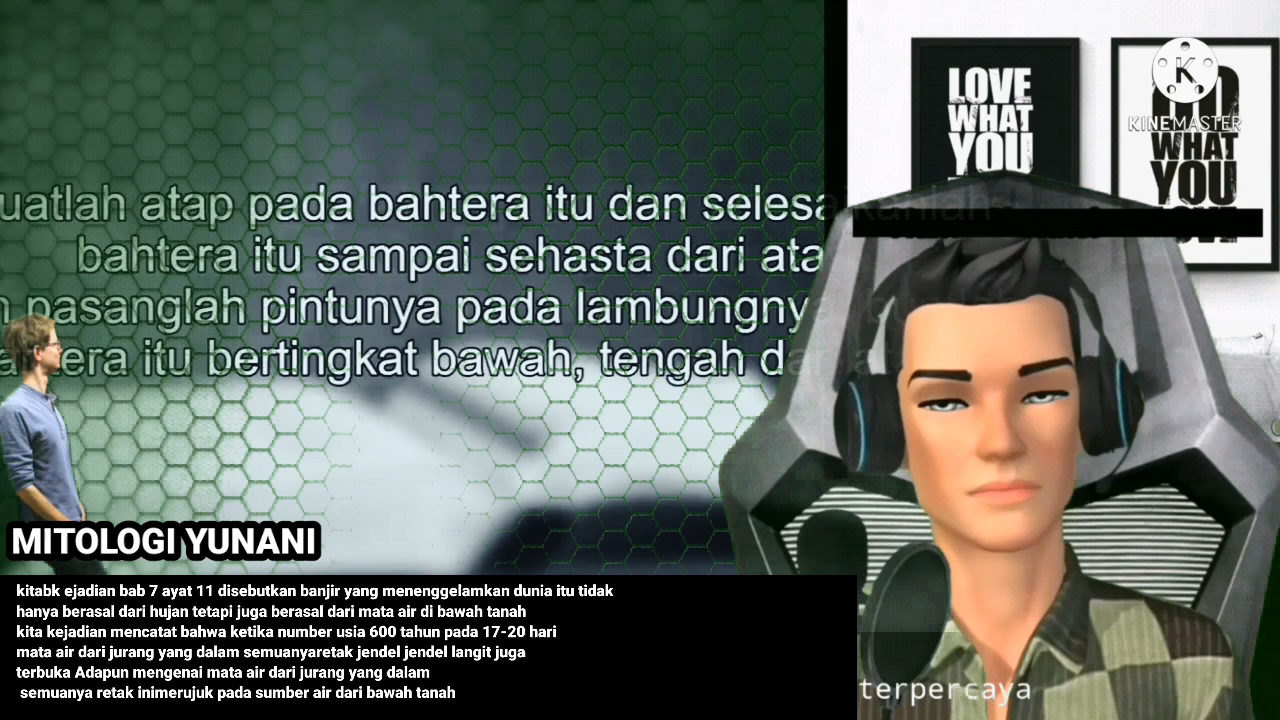 uatlah atap pada bahtera itu dan selesaikanlah
bahtera itu sampai sehasta dari ata
pasanglah pintunya pada lambungnya
era itu bertingkat bawah, tengah dan at
LOVE
WHAT
YOU
KINEMASTER
WHAT
YOU
MITOLOGI YUNANI
kitabk ejadian bab 7 ayat 11 disebutkan banjir yang menenggelamkan dunia itu tidak
hanya berasal dari hujan tetapi juga berasal dari mata air di bawah tanah
kita kejadian mencatat bahwa ketika number usia 600 tahun pada 17-20 hari
mata air dari jurang yang dalam semuanyaretak jendel jendel langit juga
terbuka Adapun mengenai mata air dari jurang yang dalam
semuanya retak inimerujuk pada sumber air dari bawah tanah
terpercaya